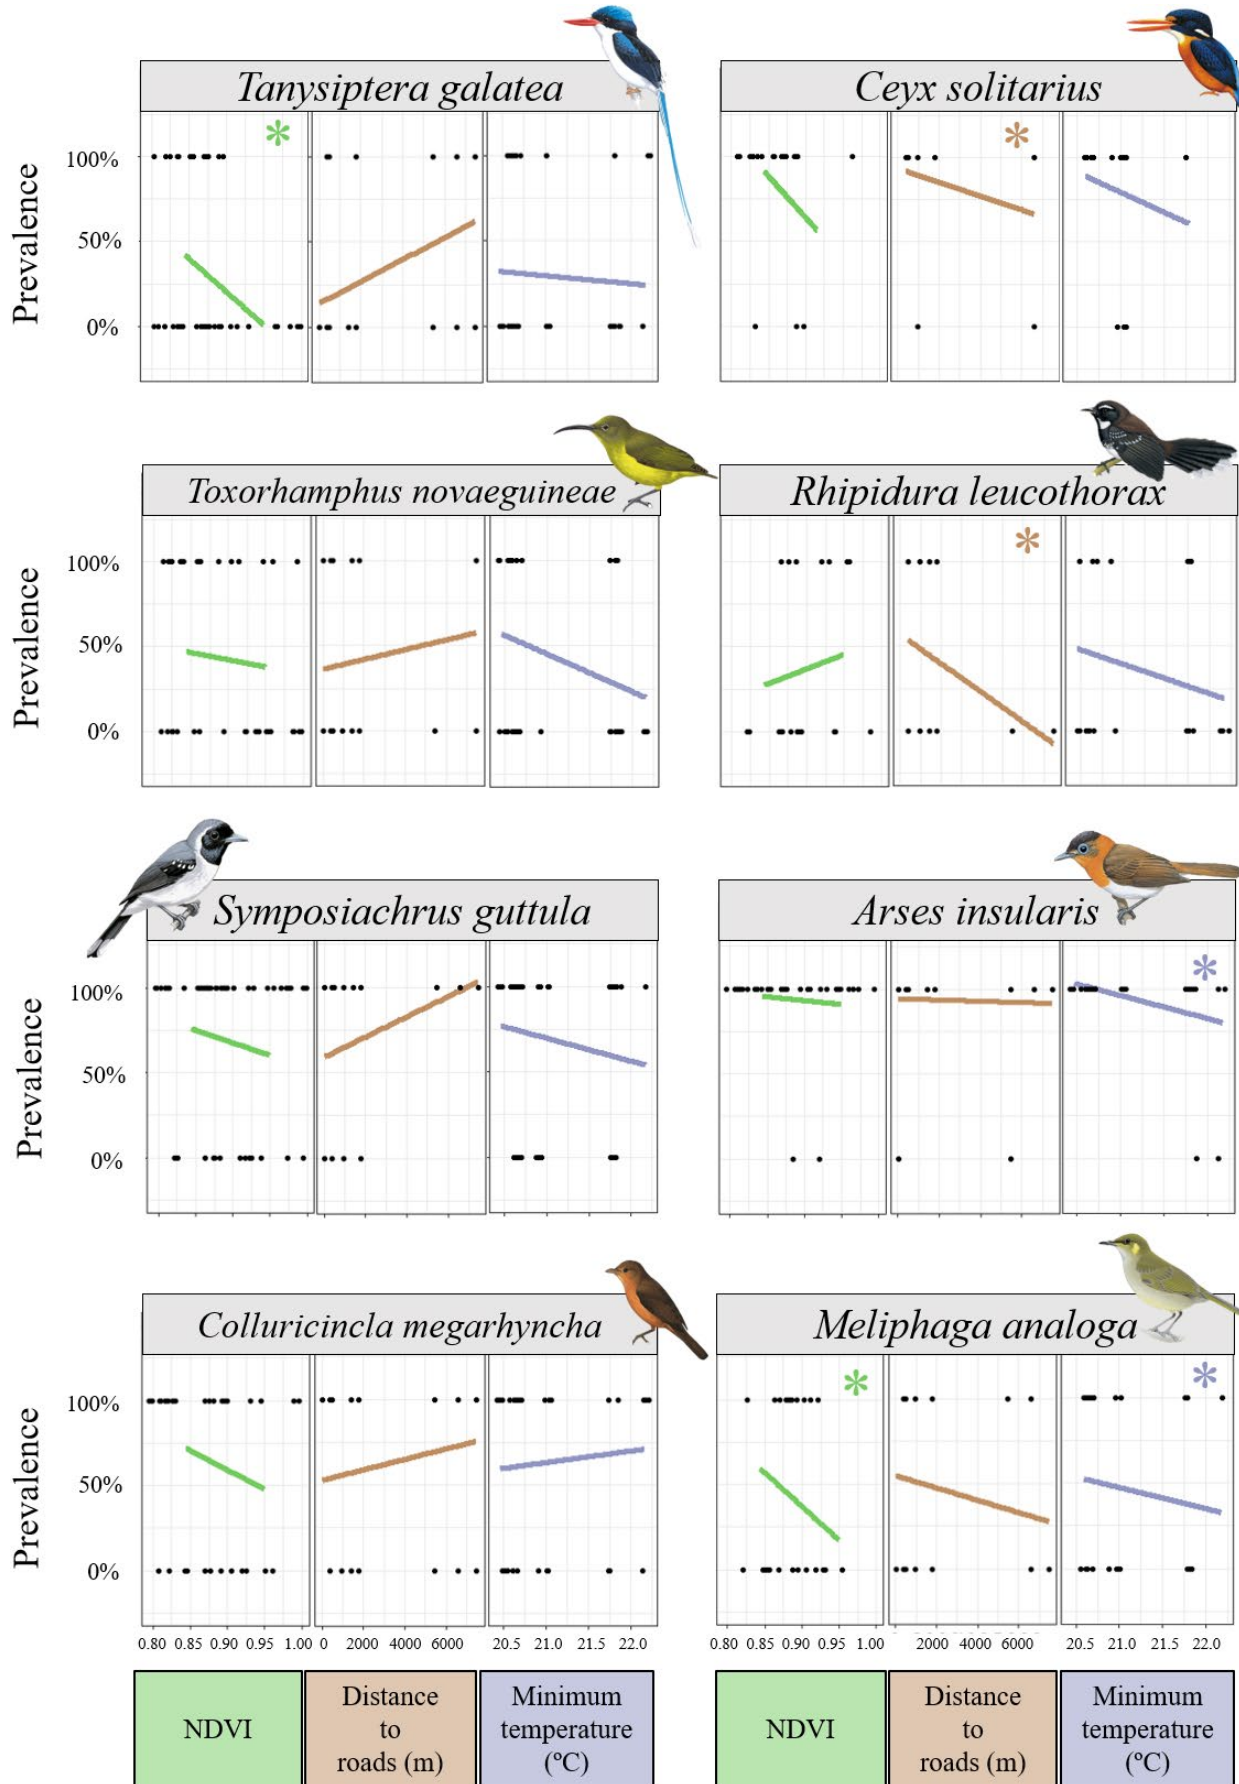 Tanysiptera galatea
Ceyx solitarius
Prevalence
100%
50%
0%
*
*
Toxorhamphus novaeguineae
Rhipidura leucothorax
Prevalence
100%
50%
0%
*
Symposiachrus guttula
Arses insularis
Prevalence
100%
50%
0%
*
Colluricincla megarhyncha
Meliphaga analoga
Prevalence
100%
50%
0%
*
*
0.80 0.85 0.90 0.95 1.00 0 2000 4000 6000 20.5 21.0 21.5 22.0
0.80 0.85 0.90 0.95 1.00 2000 4000 6000 20.5 21.0 21.5 22.0
NDVI
Distance
to
roads (m)
Minimum
temperature
(ºC)
NDVI
Distance
to
roads (m)
Minimum
temperature
(ºC)